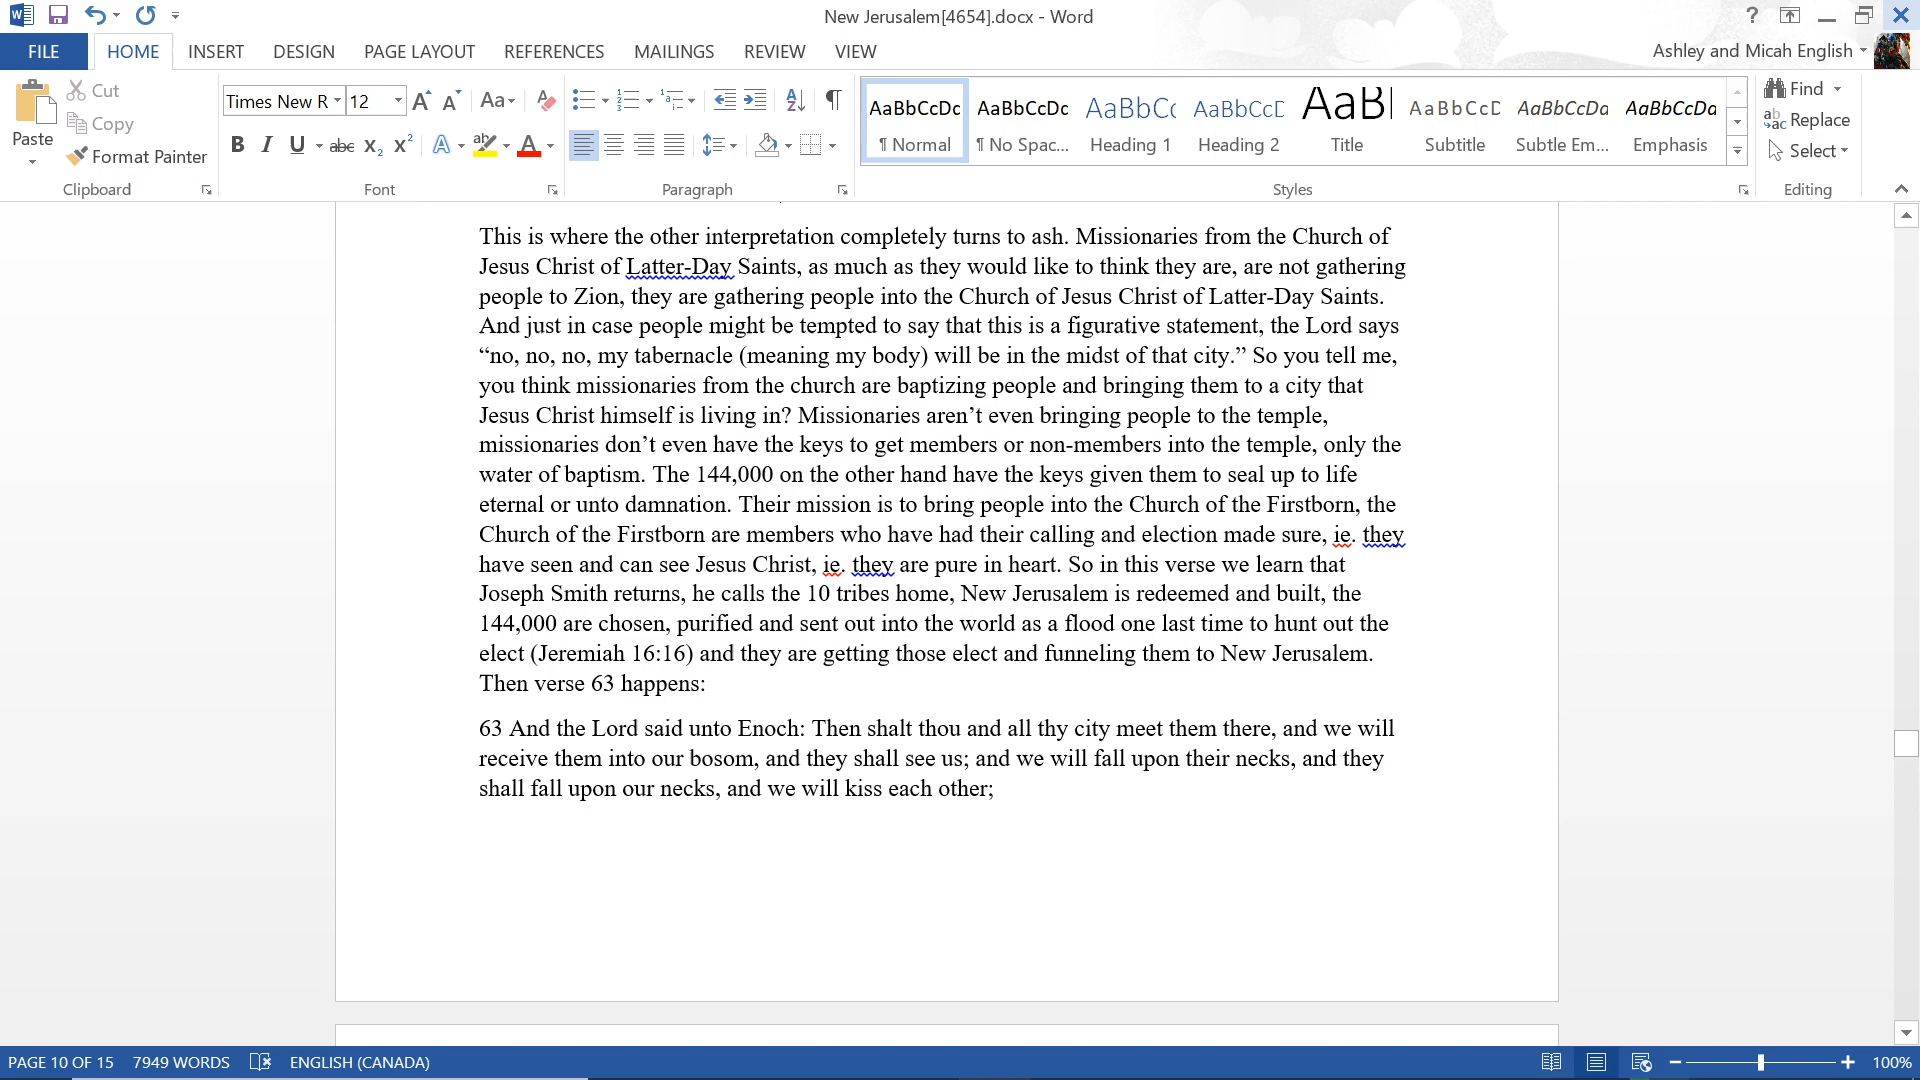 New Jerusalem[4654].docx - Word
?
FILE HOME INSERT DESIGN PAGE LAYOUT REFERENCES MAILINGS REVIEW VIEW
Ashley and Micah English
Paste
Cut
Copy
Format Painter
Clipboard
Times New R 12
Font
Paragraph
AaBbCcDc ¶ Normal
AaBbCcDc ¶ No Spac...
AaBbCc Heading 1
AaBbCcD Heading 2
AaBl Title
AaBbCcD Subtitle
AaBbCcDd Subtle Em...
AaBbCcDd Emphasis
Styles
Find
Replace
Select
Editing
This is where the other interpretation completely turns to ash. Missionaries from the Church of
Jesus Christ of Latter-Day Saints, as much as they would like to think they are, are not gathering
people to Zion, they are gathering people into the Church of Jesus Christ of Latter-Day Saints.
And just in case people might be tempted to say that this is a figurative statement, the Lord says
“no, no, no, my tabernacle (meaning my body) will be in the midst of that city.” So you tell me,
you think missionaries from the church are baptizing people and bringing them to a city that
Jesus Christ himself is living in? Missionaries aren’t even bringing people to the temple,
missionaries don’t even have the keys to get members or non-members into the temple, only the
water of baptism. The 144,000 on the other hand have the keys given them to seal up to life
eternal or unto damnation. Their mission is to bring people into the Church of the Firstborn, the
Church of the Firstborn are members who have had their calling and election made sure, ie. they
have seen and can see Jesus Christ, ie. they are pure in heart. So in this verse we learn that
Joseph Smith returns, he calls the 10 tribes home, New Jerusalem is redeemed and built, the
144,000 are chosen, purified and sent out into the world as a flood one last time to hunt out the
elect (Jeremiah 16:16) and they are getting those elect and funneling them to New Jerusalem.
Then verse 63 happens:
63 And the Lord said unto Enoch: Then shalt thou and all thy city meet them there, and we will
receive them into our bosom, and they shall see us; and we will fall upon their necks, and they
shall fall upon our necks, and we will kiss each other;
PAGE 10 OF 15 7949 WORDS ENGLISH (CANADA)
100%